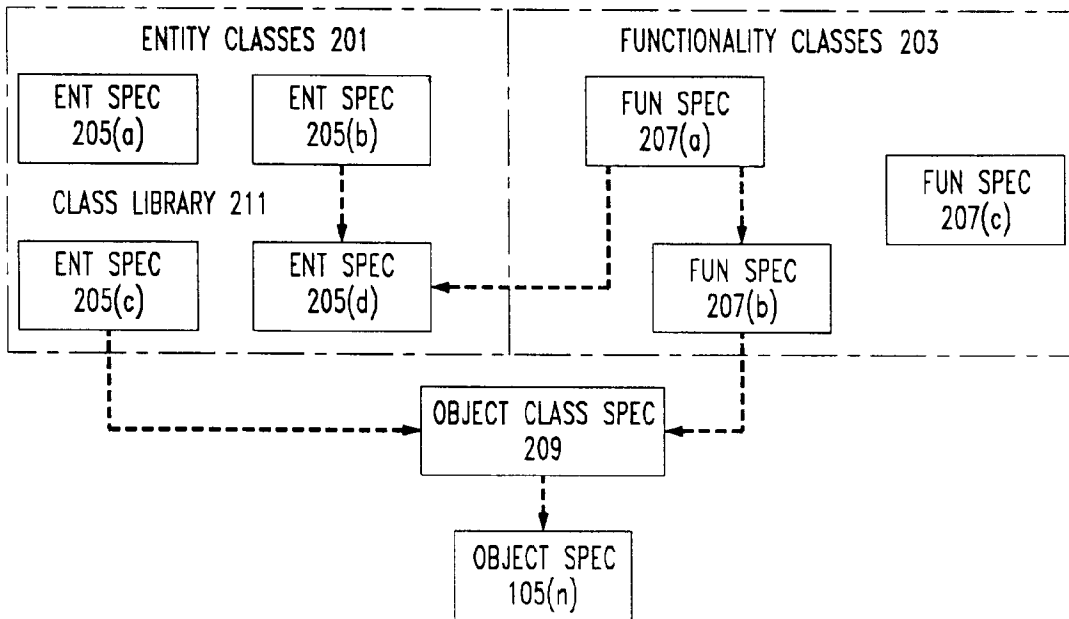 ENTITY CLASSES 201
FUNCTIONALITY CLASSES 203
ENT SPEC
205(a)
ENT SPEC
205(b)
FUN SPEC
207(a)
FUN SPEC
207(c)
CLASS LIBRARY 211
ENT SPEC
205(c)
ENT SPEC
205(d)
FUN SPEC
207(b)
OBJECT CLASS SPEC
209
OBJECT SPEC
105(n)